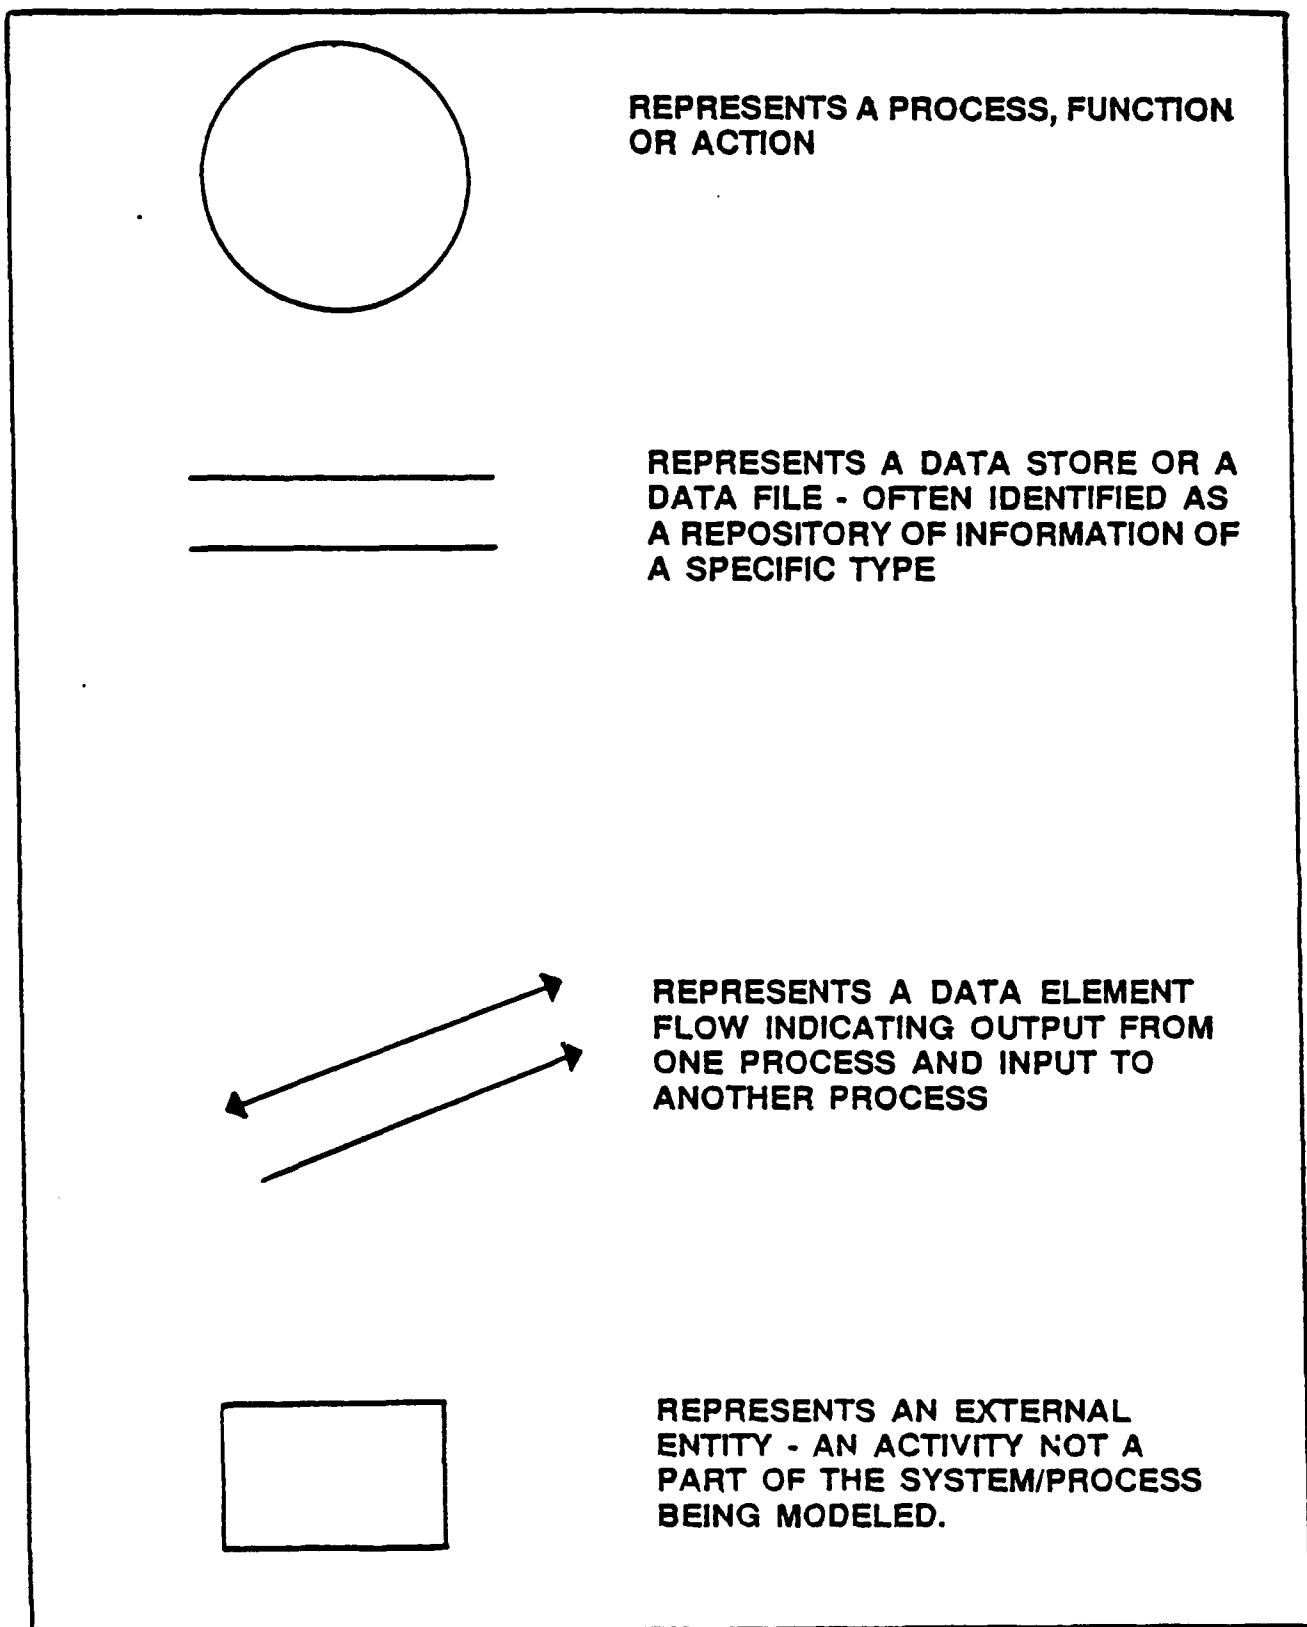 REPRESENTS A PROCESS, FUNCTION
OR ACTION
REPRESENTS A DATA STORE OR A
DATA FILE - OFTEN IDENTIFIED AS
A REPOSITORY OF INFORMATION OF
A SPECIFIC TYPE
REPRESENTS A DATA ELEMENT
FLOW INDICATING OUTPUT FROM
ONE PROCESS AND INPUT TO
ANOTHER PROCESS
REPRESENTS AN EXTERNAL
ENTITY - AN ACTIVITY NOT A
PART OF THE SYSTEM/PROCESS
BEING MODELED.